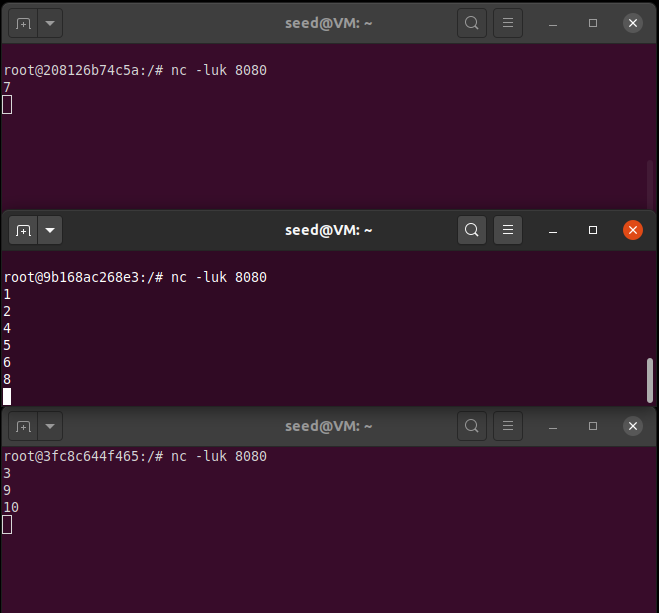 seed@VM: ~
root@208126b74c5a:/# nc -luk 8080
7
seed@VM: ~
root@9b168ac268e3:/# nc -luk 8080
1
2
4
5
6
8
seed@VM: ~
root@3fc8c644f465:/# nc -luk 8080
3
9
10